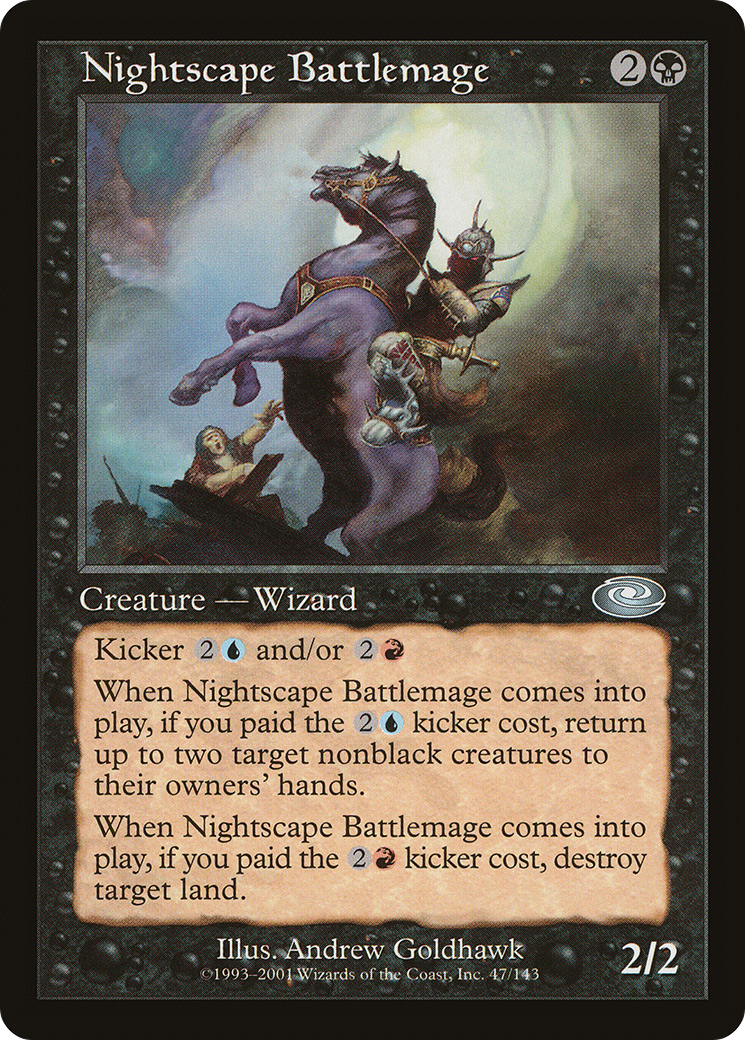 Nightscape Battlemage 2
Creature — Wizard
Kicker 2 and/or 2
When Nightscape Battlemage comes into
play, if you paid the 2 kicker cost, return
up to two target nonblack creatures to
their owners' hands.
When Nightscape Battlemage comes into
play, if you paid the 2 kicker cost, destroy
target land.
Illus. Andrew Goldhawk
©1993–2001 Wizards of the Coast, Inc. 47/143
2/2